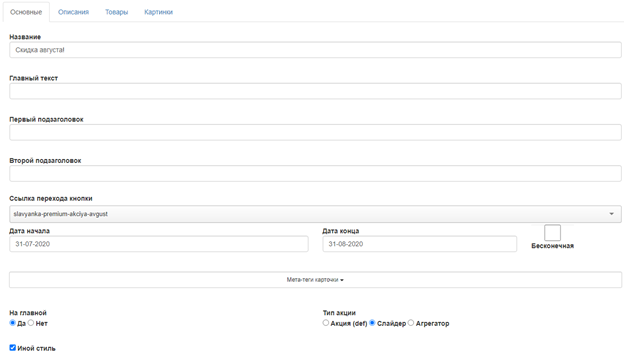 Основные Описания Товары Картинки
Название
Скидка августа!
Главный текст
Первый подзаголовок
Второй подзаголовок
Ссылка перехода кнопки
slavyanka-premium-akciya-avgust
Дата начала Дата конца
31-07-2020 31-08-2020
Бесконечная
Мета-теги карточки
На главной Тип акции
Да Нет Акция (def) Слайдер Агрегатор
Иной стиль